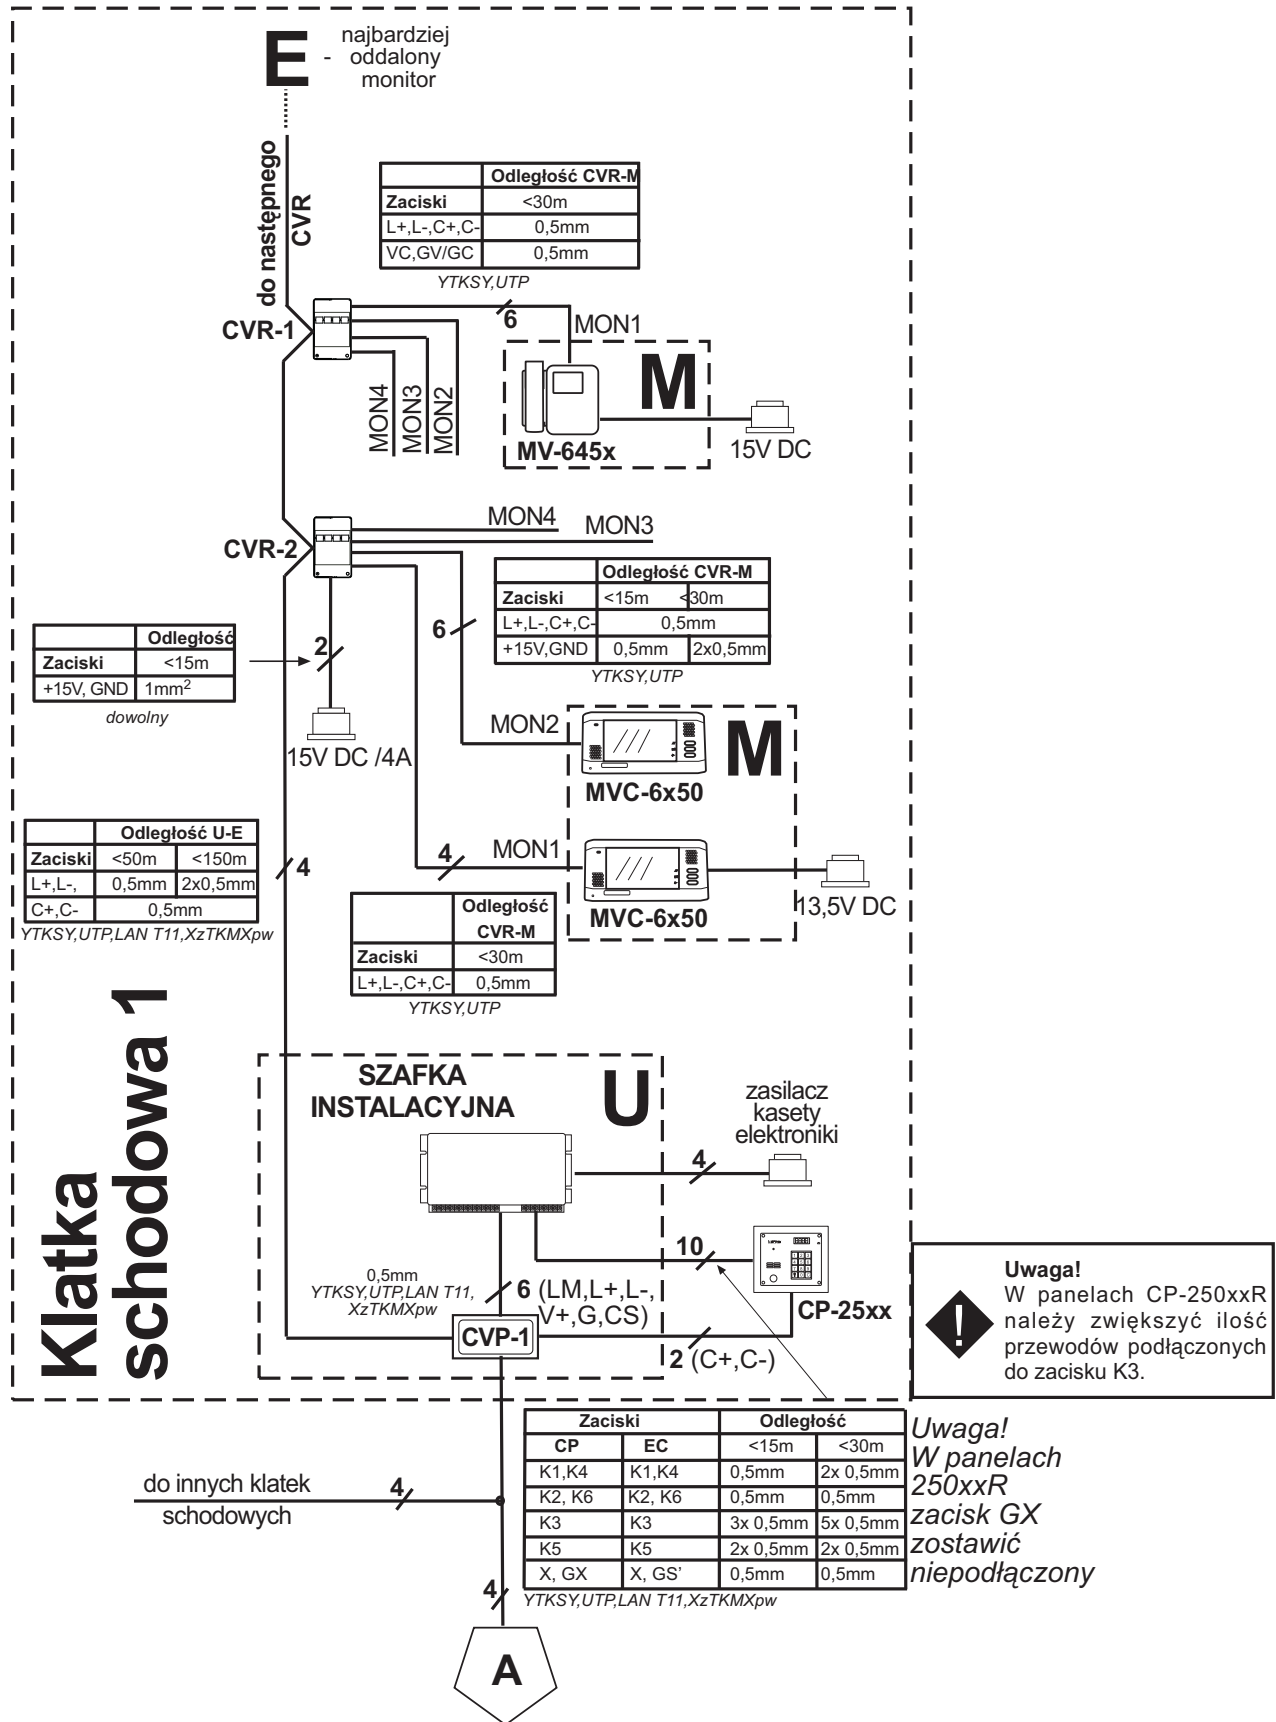 E
- najbardziej
oddalony
monitor
do następnego
CVR
Odległość CVR-M
Zaciski <30m
L+,L-,C+,C- 0,5mm
VC,GV/GC 0,5mm
YTKSY,UTP
CVR-1
6
MON1
MON4
MON3
MON2
M
MV-645x
15V DC
CVR-2
MON4
MON3
Odległość CVR-M
Zaciski <15m <30m
L+,L-,C+,C- 0,5mm
+15V,GND 0,5mm 2x0,5mm
YTKSY,UTP
6
Odległość
Zaciski <15m
+15V, GND 1mm²
dowolny
2
15V DC /4A
MON2
M
MVC-6x50
Odległość U-E
Zaciski <50m <150m
L+,L-, 0,5mm 2x0,5mm
C+,C- 0,5mm
YTKSY,UTP,LAN T11,XzTKMXpw
4
4
MON1
MVC-6x50
13,5V DC
Odległość
CVR-M
Zaciski <30m
L+,L-,C+,C- 0,5mm
YTKSY,UTP
Klatka
schodowa 1
SZAFKA
INSTALACYJNA
U
zasilacz
kasety
elektroniki
4
10
CP-25xx
0,5mm
YTKSY,UTP,LAN T11,
XzTKMXpw
6 (LM,L+,L-,
V+,G,CS)
CVP-1
2 (C+,C-)
!
Uwaga!
W panelach CP-250xxR
należy zwiększyć ilość
przewodów podłączonych
do zacisku K3.
Zaciski Odległość
CP EC <15m <30m
K1,K4 K1,K4 0,5mm 2x 0,5mm
K2, K6 K2, K6 0,5mm 0,5mm
K3 K3 3x 0,5mm 5x 0,5mm
K5 K5 2x 0,5mm 2x 0,5mm
X, GX X, GS' 0,5mm 0,5mm
YTKSY,UTP,LAN T11,XzTKMXpw
Uwaga!
W panelach
250xxR
zacisk GX
zostawić
niepodłączony
do innych klatek
schodowych
4
4
A